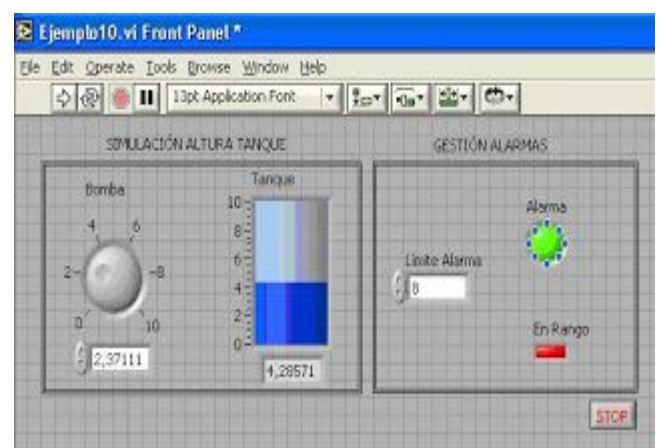 Ejemplo10.vi Front Panel *
File Edit Operate Tools Browse Window Help
13pt Application Font
SIMULACIÓN ALTURA TANQUE
GESTIÓN ALARMAS
Bomba
Tanque
0 2 4 6 8 10
2,37111
10
8
6
4
2
0
4,28571
Alarma
Límite Alarma
8
En Rango
STOP